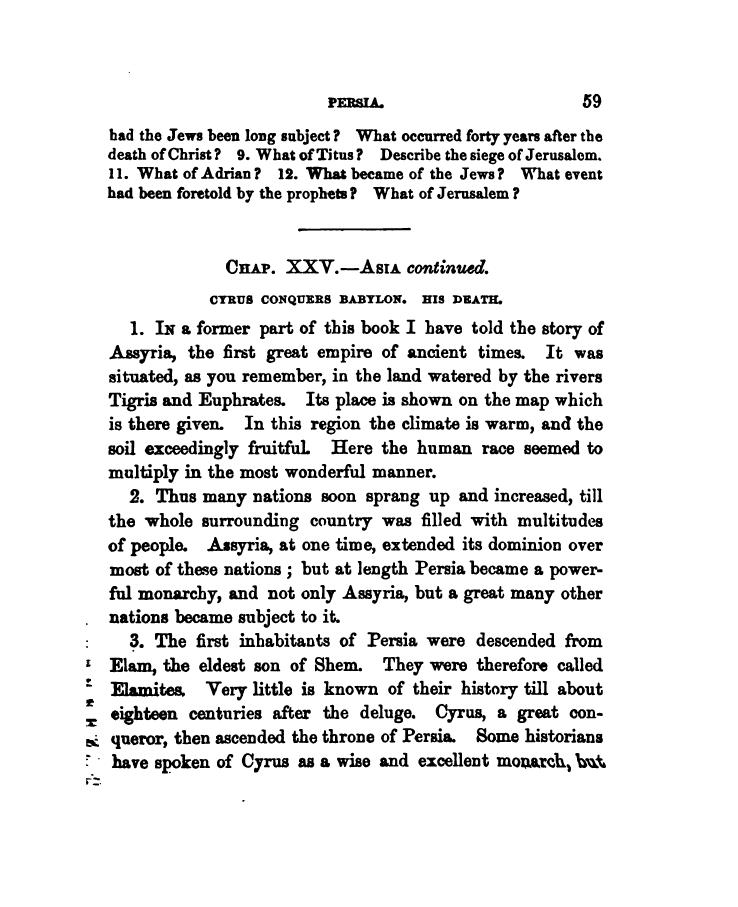 PERSIA. 59
had the Jews been long subject? What occurred forty years after the
death of Christ? 9. What of Titus? Describe the siege of Jerusalem.
11. What of Adrian? 12. What became of the Jews? What event
had been foretold by the prophets? What of Jerusalem?
CHAP. XXV.—ASIA continued.
CYRUS CONQUERS BABYLON. HIS DEATH.
1. IN a former part of this book I have told the story of
Assyria, the first great empire of ancient times. It was
situated, as you remember, in the land watered by the rivers
Tigris and Euphrates. Its place is shown on the map which
is there given. In this region the climate is warm, and the
soil exceedingly fruitful. Here the human race seemed to
multiply in the most wonderful manner.
2. Thus many nations soon sprang up and increased, till
the whole surrounding country was filled with multitudes
of people. Assyria, at one time, extended its dominion over
most of these nations; but at length Persia became a power-
ful monarchy, and not only Assyria, but a great many other
nations became subject to it.
3. The first inhabitants of Persia were descended from
Elam, the eldest son of Shem. They were therefore called
Elamites. Very little is known of their history till about
eighteen centuries after the deluge. Cyrus, a great con-
queror, then ascended the throne of Persia. Some historians
have spoken of Cyrus as a wise and excellent monarch, but